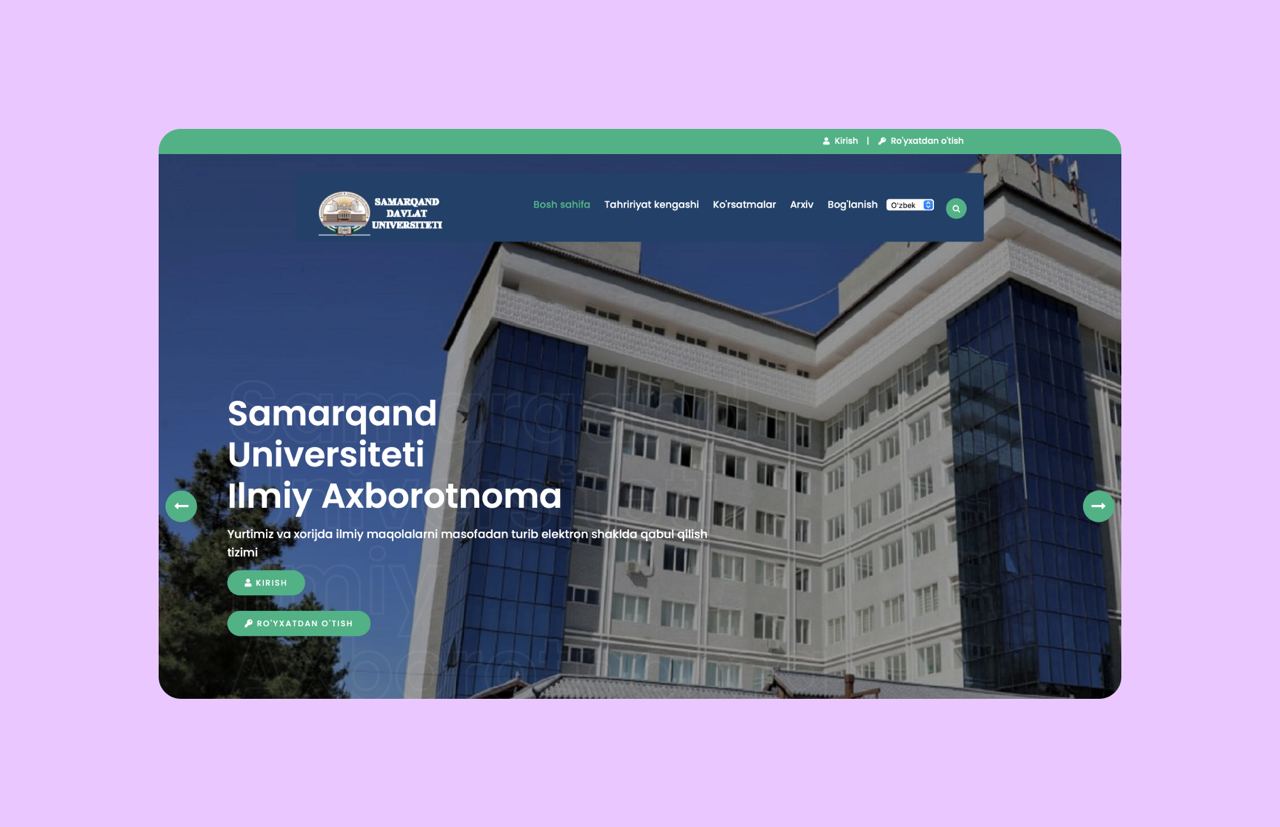 Kirish | Ro'yxatdan o'tish
SAMARQAND
DAVLAT
UNIVERSITETI
Bosh sahifa Tahririyat kengashi Ko'rsatmalar Arxiv Bog'lanish O'zbek
Samarqand
Universiteti
Ilmiy Axborotnoma
Yurtimiz va xorijda ilmiy maqolalarni masofadan turib elektron shaklda qabul qilish
tizimi
KIRISH
RO'YXATDAN O'TISH